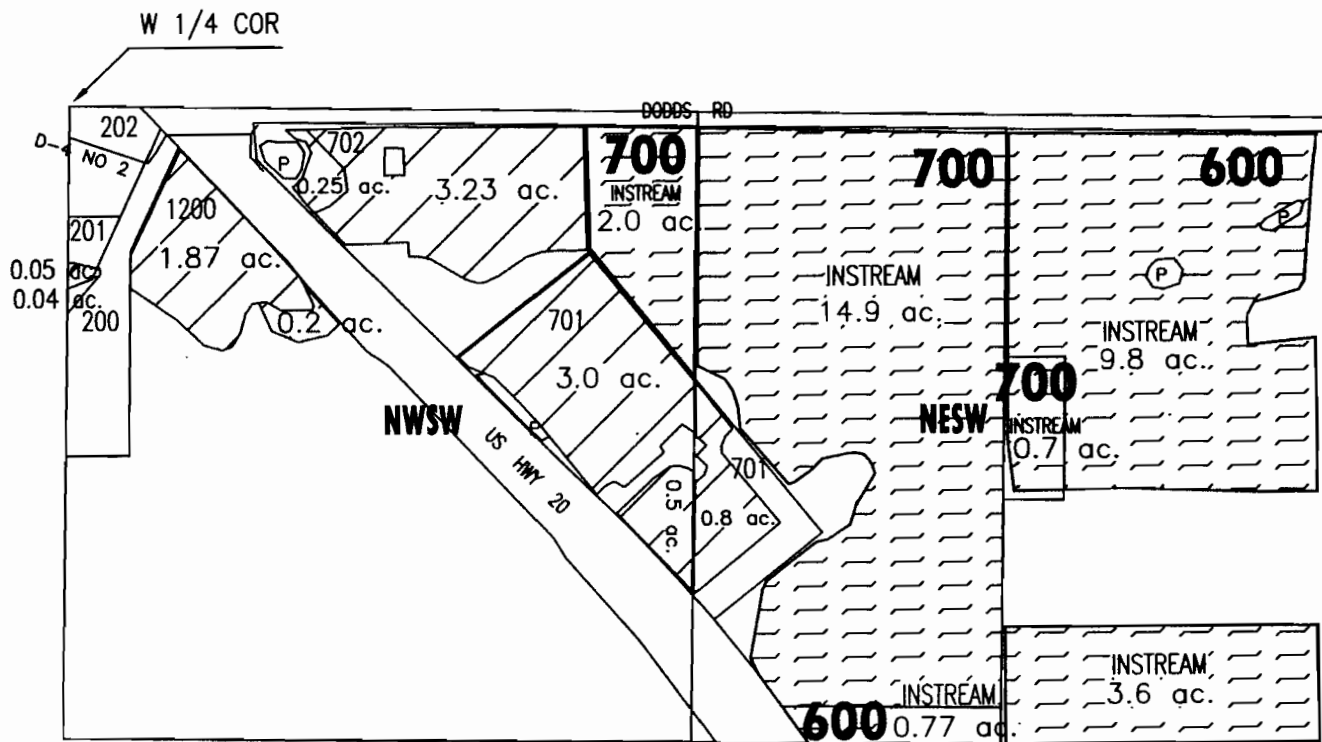 W 1/4 COR
DODDS RD
202
D-4
NO 2
702
P
0.25 ac.
3.23 ac.
700
INSTREAM
2.0 ac
700
600
P
1200
201
1.87 ac.
0.05 ac.
0.04 ac.
200
0.2 ac.
INSTREAM
14.9 ac.
P
701
3.0 ac.
INSTREAM
9.8 ac.
700
INSTREAM
0.7 ac.
NWSW
US HWY 20
P
NESW
701
0.5 ac.
0.8 ac.
INSTREAM
3.6 ac.
INSTREAM
600 0.77 ac.